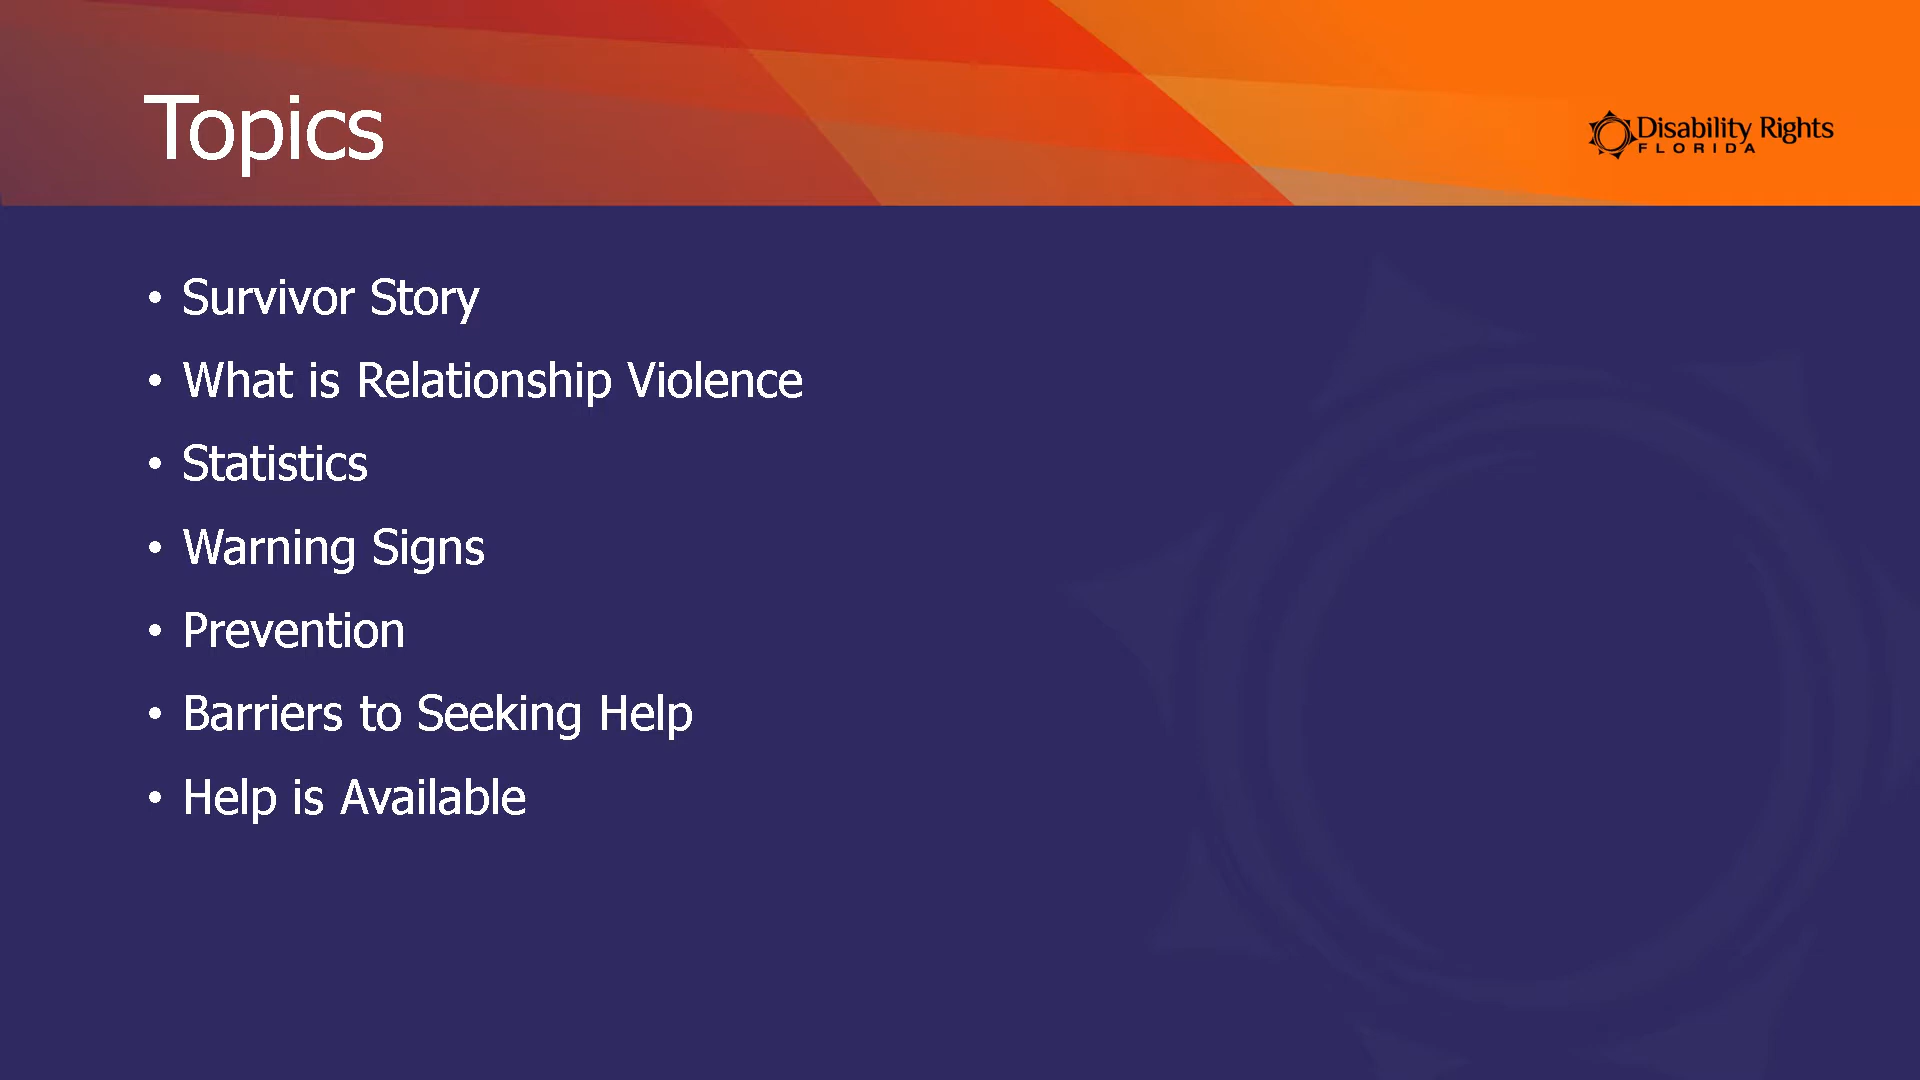 Topics
Disability Rights
FLORIDA
• Survivor Story
• What is Relationship Violence
• Statistics
• Warning Signs
• Prevention
• Barriers to Seeking Help
• Help is Available